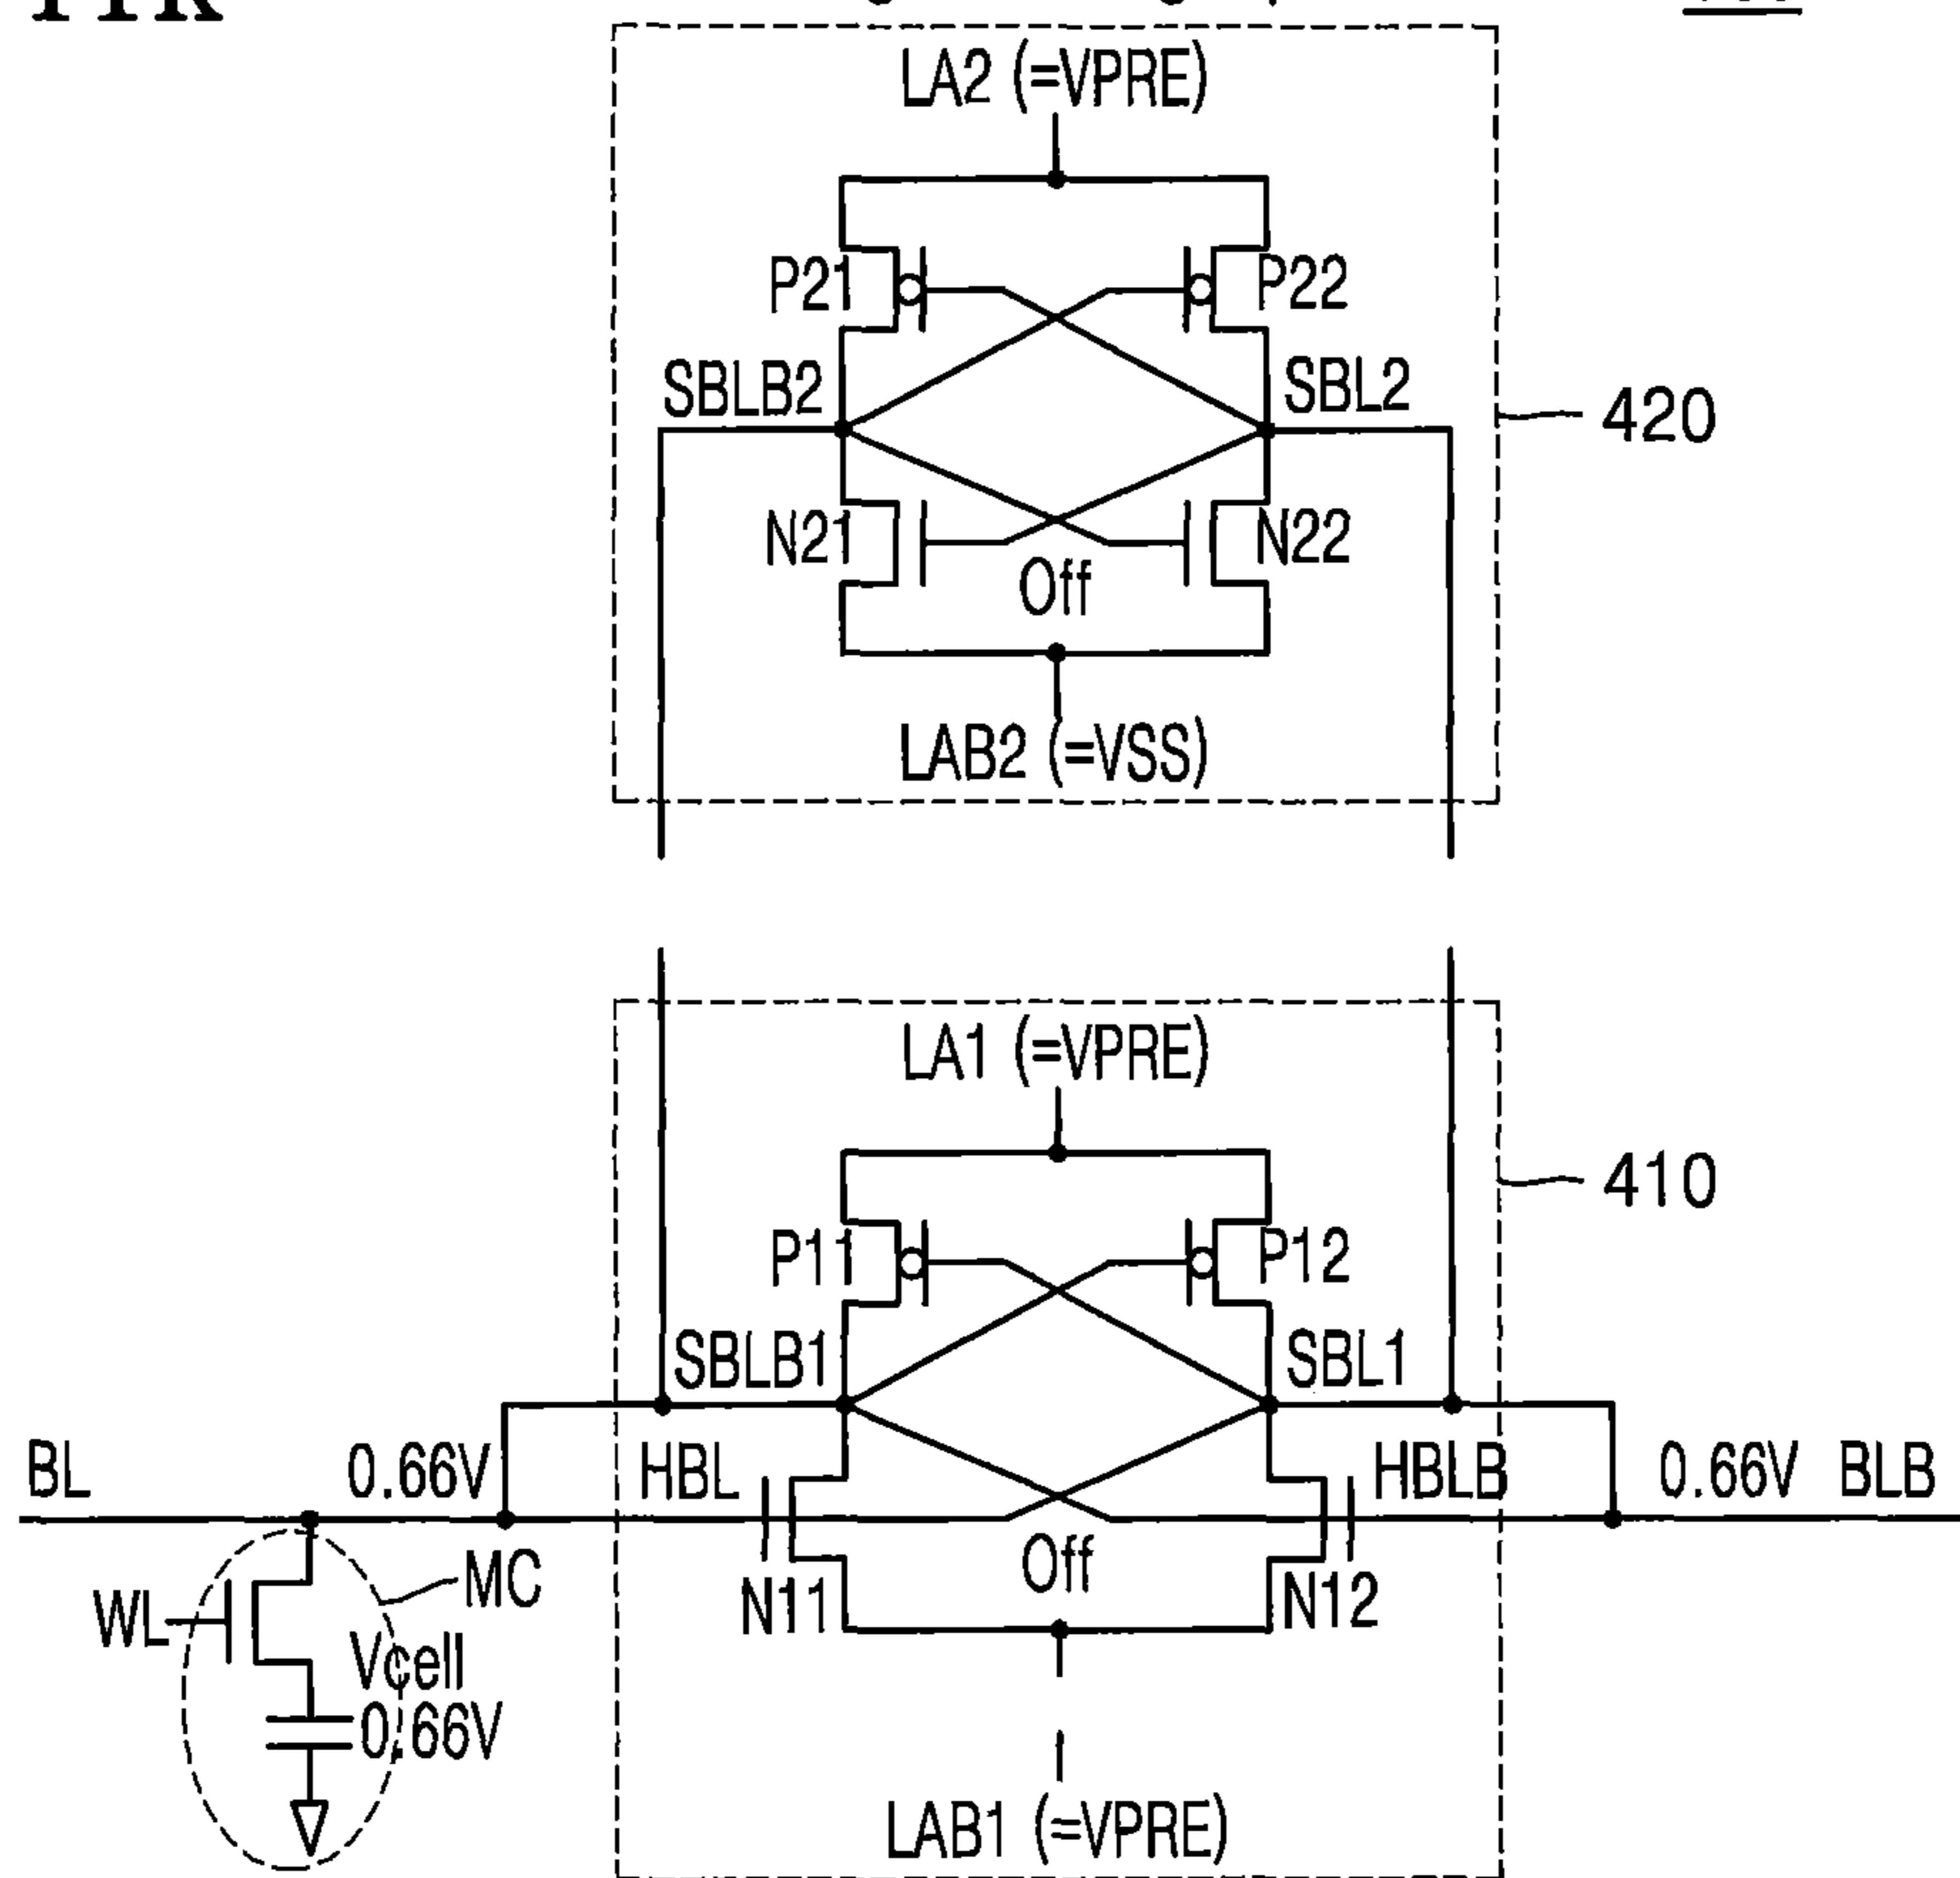 LA2 (=VPRE)
P21
P22
SBLB2
SBL2
420
N21
N22
Off
LAB2 (=VSS)
LA1 (=VPRE)
410
P11
P12
SBLB1
SBL1
BL
0.66V
HBL
HBLB
0.66V
BLB
Off
MC
WL
N11
N12
Vcell
0.66V
LAB1 (=VPRE)